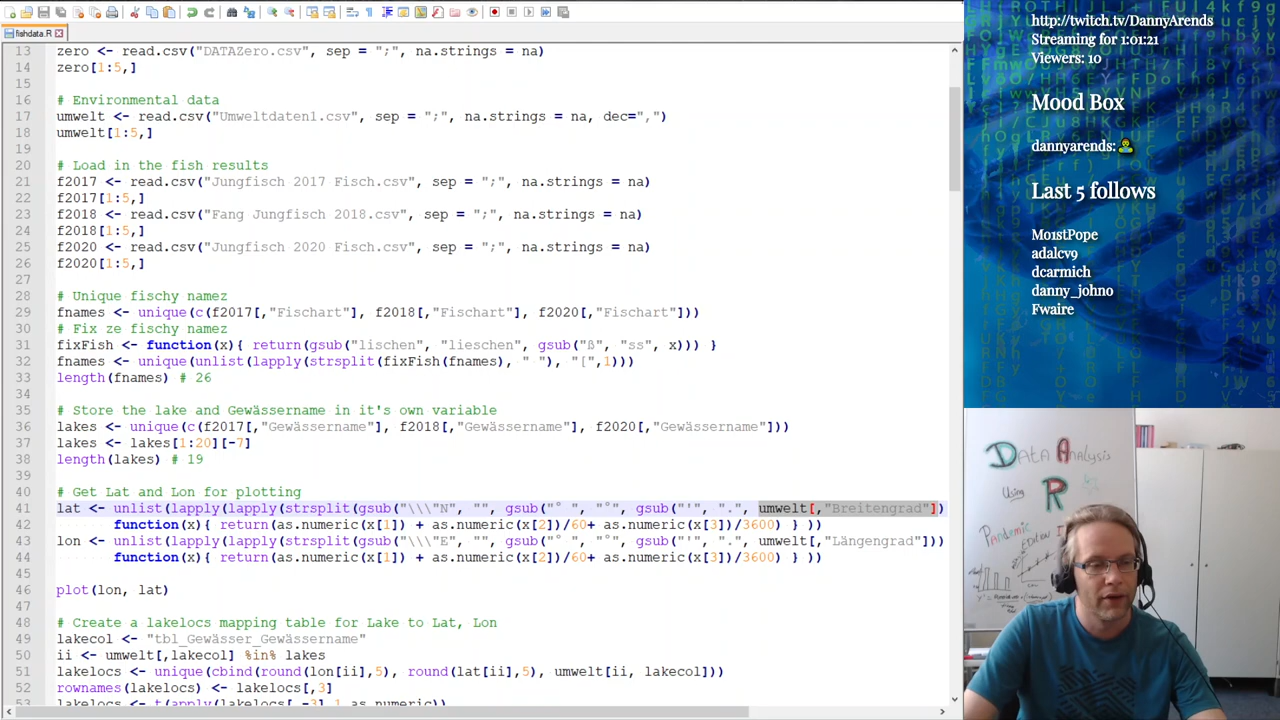 fishdata.R
13 zero <- read.csv("DATAZero.csv", sep = ";", na.strings = na)
14 zero[1:5,]
15
16 # Environmental data
17 umwelt <- read.csv("Umweltdaten1.csv", sep = ";", na.strings = na, dec=",")
18 umwelt[1:5,]
19
20 # Load in the fish results
21 f2017 <- read.csv("Jungfisch 2017 Fisch.csv", sep = ";", na.strings = na)
22 f2017[1:5,]
23 f2018 <- read.csv("Fang Jungfisch 2018.csv", sep = ";", na.strings = na)
24 f2018[1:5,]
25 f2020 <- read.csv("Jungfisch 2020 Fisch.csv", sep = ";", na.strings = na)
26 f2020[1:5,]
27
28 # Unique fischy namez
29 fnames <- unique(c(f2017[,"Fischart"], f2018[,"Fischart"], f2020[,"Fischart"]))
30 # Fix ze fischy namez
31 fixFish <- function(x){ return(gsub("lischen", "lieschen", gsub("ß", "ss", x))) }
32 fnames <- unique(unlist(lapply(strsplit(fixFish(fnames), " "), "[",1)))
33 length(fnames) # 26
34
35 # Store the lake and Gewässername in it's own variable
36 lakes <- unique(c(f2017[,"Gewässername"], f2018[,"Gewässername"], f2020[,"Gewässername"]))
37 lakes <- lakes[1:20][-7]
38 length(lakes) # 19
39
40 # Get Lat and Lon for plotting
41 lat <- unlist(lapply(lapply(strsplit(gsub("\\\"N", "", gsub("° ", "°", gsub("'", ".", umwelt[,"Breitengrad"])
42 function(x){ return(as.numeric(x[1]) + as.numeric(x[2])/60+ as.numeric(x[3])/3600) } ))
43 lon <- unlist(lapply(lapply(strsplit(gsub("\\\"E", "", gsub("° ", "°", gsub("'", ".", umwelt[,"Längengrad"]))
44 function(x){ return(as.numeric(x[1]) + as.numeric(x[2])/60+ as.numeric(x[3])/3600) } ))
45
46 plot(lon, lat)
47
48 # Create a lakelocs mapping table for Lake to Lat, Lon
49 lakecol <- "tbl_Gewässer_Gewässername"
50 ii <- umwelt[,lakecol] %in% lakes
51 lakelocs <- unique(cbind(round(lon[ii],5), round(lat[ii],5), umwelt[ii, lakecol]))
52 rownames(lakelocs) <- lakelocs[,3]
53 lakelocs <- t(apply(lakelocs[,-3],1,as.numeric))
http://twitch.tv/DannyArends
Streaming for 1:01:21
Viewers: 10
Mood Box
dannyarends:
Last 5 follows
Mo1stPope
adalcv9
dcarmich
danny_johno
Fwaire
Data Analysis
Using R
Pandemic